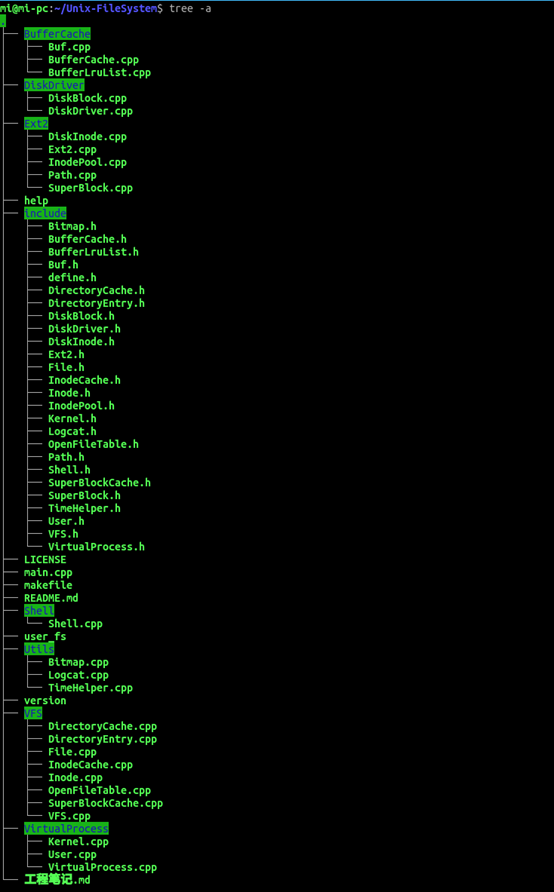 mi@mi-pc:~/Unix-FileSystem$ tree -a
.
├── BufferCache
│   ├── Buf.cpp
│   ├── BufferCache.cpp
│   └── BufferLruList.cpp
├── DiskDriver
│   ├── DiskBlock.cpp
│   └── DiskDriver.cpp
├── Ext2
│   ├── DiskInode.cpp
│   ├── Ext2.cpp
│   ├── InodePool.cpp
│   ├── Path.cpp
│   └── SuperBlock.cpp
├── help
├── include
│   ├── Bitmap.h
│   ├── BufferCache.h
│   ├── BufferLruList.h
│   ├── Buf.h
│   ├── define.h
│   ├── DirectoryCache.h
│   ├── DirectoryEntry.h
│   ├── DiskBlock.h
│   ├── DiskDriver.h
│   ├── DiskInode.h
│   ├── Ext2.h
│   ├── File.h
│   ├── InodeCache.h
│   ├── Inode.h
│   ├── InodePool.h
│   ├── Kernel.h
│   ├── Logcat.h
│   ├── OpenFileTable.h
│   ├── Path.h
│   ├── Shell.h
│   ├── SuperBlockCache.h
│   ├── SuperBlock.h
│   ├── TimeHelper.h
│   ├── User.h
│   ├── VFS.h
│   └── VirtualProcess.h
├── LICENSE
├── main.cpp
├── makefile
├── README.md
├── Shell
│   └── Shell.cpp
├── user_fs
├── Utils
│   ├── Bitmap.cpp
│   ├── Logcat.cpp
│   └── TimeHelper.cpp
├── version
├── VFS
│   ├── DirectoryCache.cpp
│   ├── DirectoryEntry.cpp
│   ├── File.cpp
│   ├── InodeCache.cpp
│   ├── Inode.cpp
│   ├── OpenFileTable.cpp
│   ├── SuperBlockCache.cpp
│   └── VFS.cpp
├── VirtualProcess
│   ├── Kernel.cpp
│   ├── User.cpp
│   └── VirtualProcess.cpp
└── 工程笔记.md